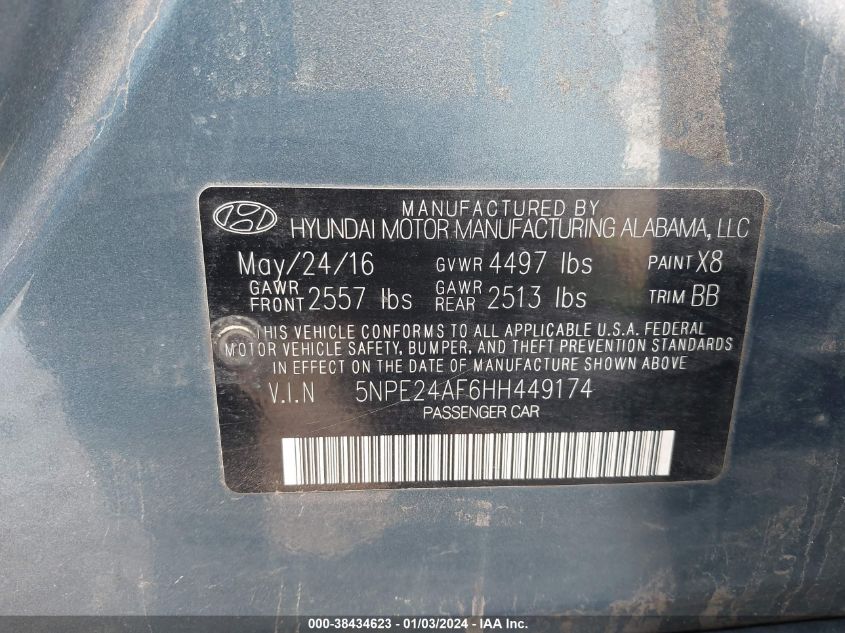 MANUFACTURED BY
HYUNDAI MOTOR MANUFACTURING ALABAMA, LLC
May/24/16 GVWR 4497 lbs PAINT X8
GAWR FRONT 2557 lbs GAWR REAR 2513 lbs TRIM BB
THIS VEHICLE CONFORMS TO ALL APPLICABLE U.S.A. FEDERAL
MOTOR VEHICLE SAFETY, BUMPER, AND THEFT PREVENTION STANDARDS
IN EFFECT ON THE DATE OF MANUFACTURE SHOWN ABOVE
V.I.N 5NPE24AF6HH449174
PASSENGER CAR
000-38434623 - 01/03/2024 - IAA Inc.